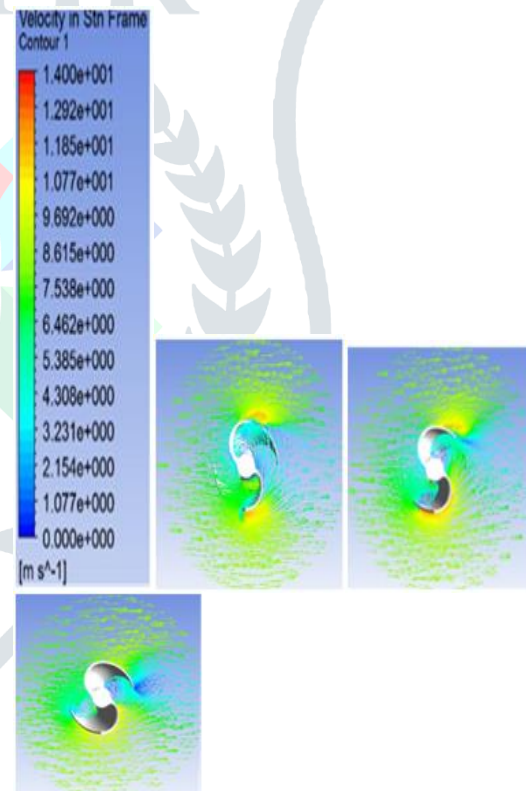 Velocity in Stn Frame
Contour 1
1.400e+001
1.292e+001
1.185e+001
1.077e+001
9.692e+000
8.615e+000
7.538e+000
6.462e+000
5.385e+000
4.308e+000
3.231e+000
2.154e+000
1.077e+000
0.000e+000
[m s^-1]